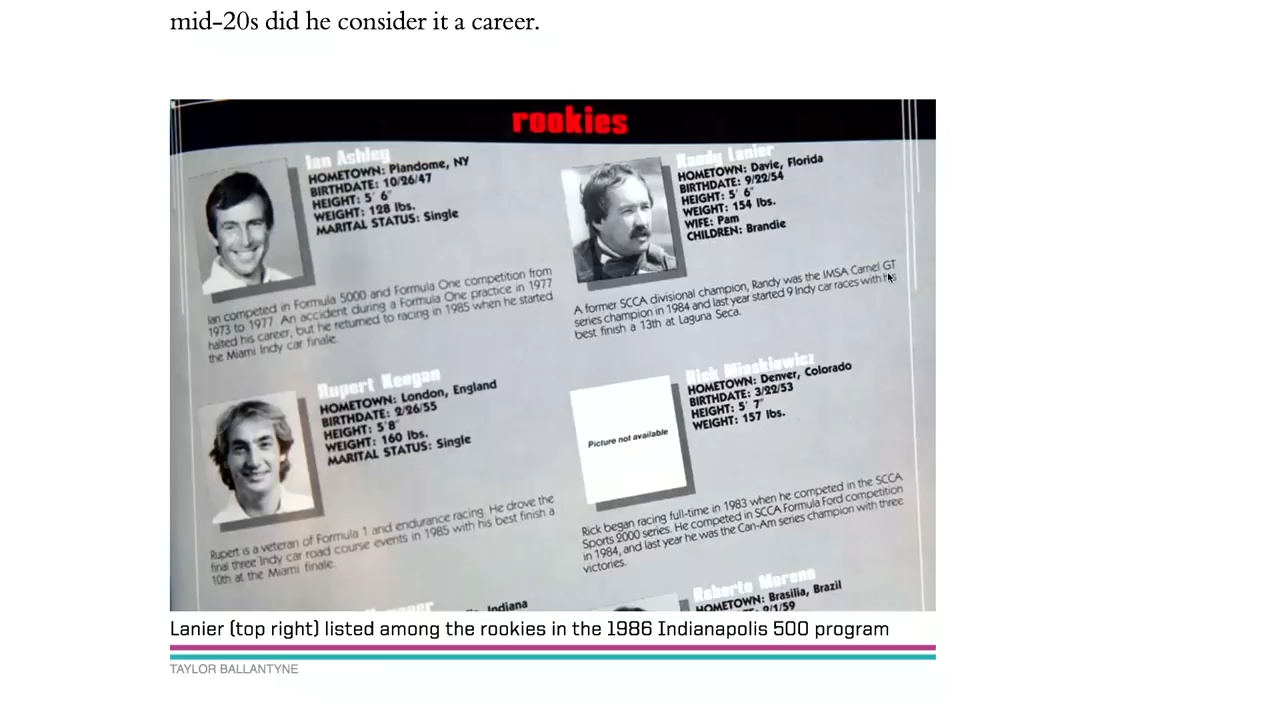 mid-20s did he consider it a career.
rookies
Ian Ashley
HOMETOWN: Plandome, NY
BIRTHDATE: 10/26/47
HEIGHT: 5' 6"
WEIGHT: 128 lbs.
MARITAL STATUS: Single
Ian competed in Formula 5000 and Formula One competition from
1973 to 1977. An accident during a Formula One practice in 1977
halted his career, but he returned to racing in 1985 when he started
the Miami Indy car finale.
Randy Lanier
HOMETOWN: Davie, Florida
BIRTHDATE: 9/22/54
HEIGHT: 5' 6"
WEIGHT: 154 lbs.
WIFE: Pam
CHILDREN: Brandie
A former SCCA divisional champion, Randy was the IMSA Camel GT
series champion in 1984 and last year started 9 Indy car races with his
best finish a 13th at Laguna Seca.
Rupert Keegan
HOMETOWN: London, England
BIRTHDATE: 2/26/55
HEIGHT: 5'8"
WEIGHT: 160 lbs.
MARITAL STATUS: Single
Rupert is a veteran of Formula 1 and endurance racing. He drove the
final three Indy car road course events in 1985 with his best finish a
10th at the Miami finale.
Rick Miaskiewicz
HOMETOWN: Denver, Colorado
BIRTHDATE: 3/22/53
HEIGHT: 5' 7"
WEIGHT: 157 lbs.
Picture not available
Rick began racing full-time in 1983 when he competed in the SCCA
Sports 2000 series. He competed in SCCA Formula Ford competition
in 1984, and last year he was the Can-Am series champion with three
victories.
Indiana
Roberto Moreno
HOMETOWN: Brasilia, Brazil
Lanier (top right) listed among the rookies in the 1986 Indianapolis 500 program
TAYLOR BALLANTYNE